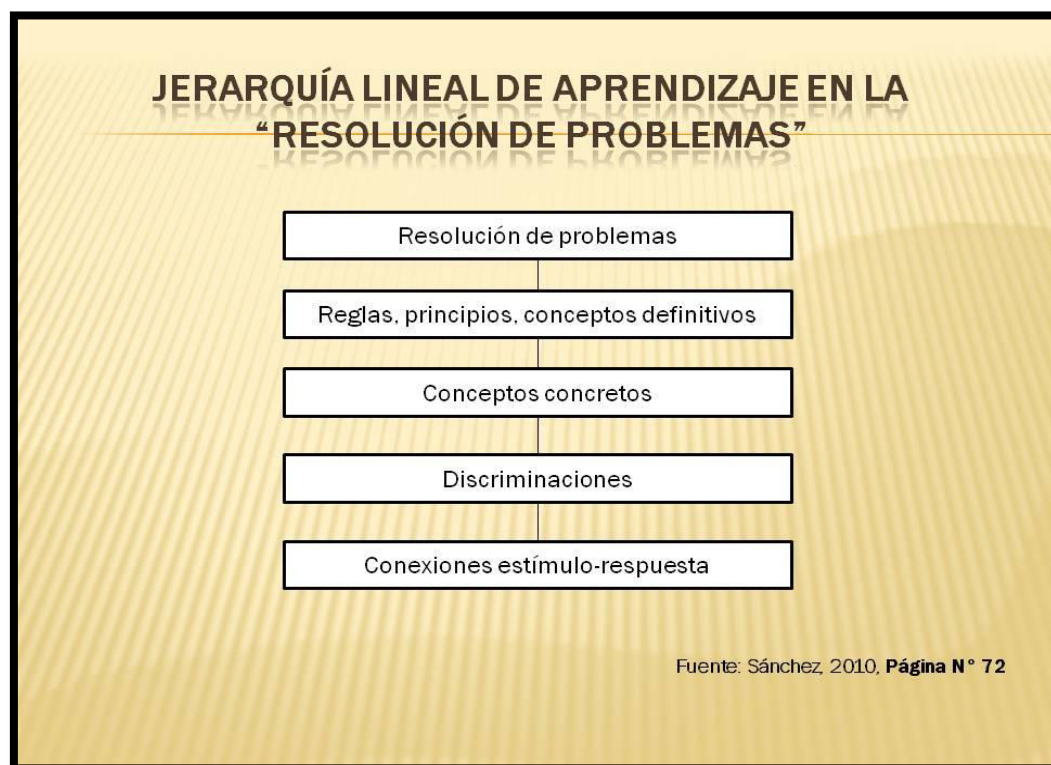 JERARQUÍA LINEAL DE APRENDIZAJE EN LA
“RESOLUCIÓN DE PROBLEMAS”
Resolución de problemas
Reglas, principios, conceptos definitivos
Conceptos concretos
Discriminaciones
Conexiones estímulo-respuesta
Fuente: Sánchez, 2010, Página N° 72